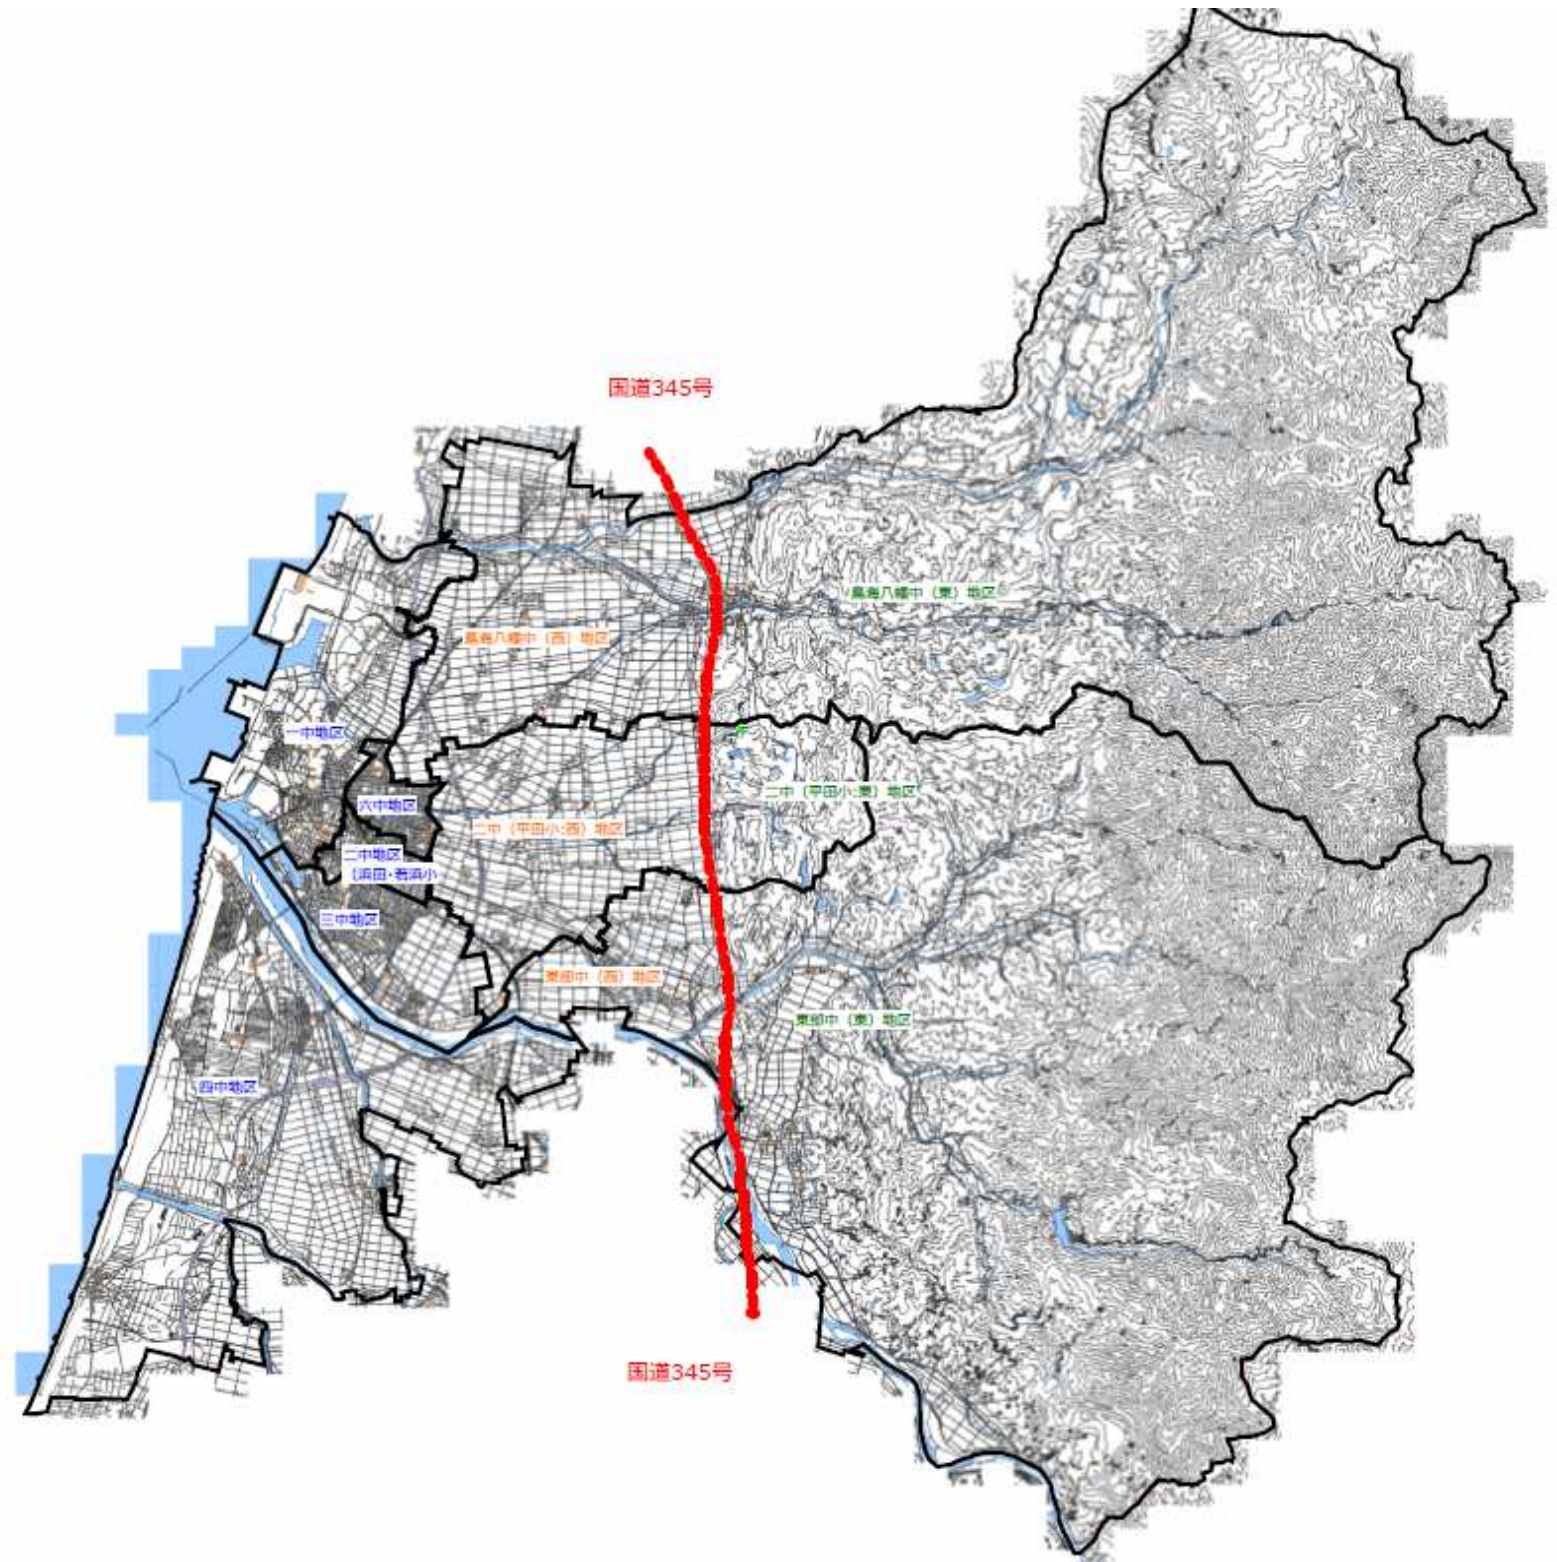 国道345号
鳥海八幡中（東）地区
鳥海八幡中（西）地区
一中地区
二中（平田小:東）地区
六中地区
二中（平田小:西）地区
二中地区
（浜田・若浜小
三中地区
東部中（西）地区
東部中（東）地区
四中地区
国道345号